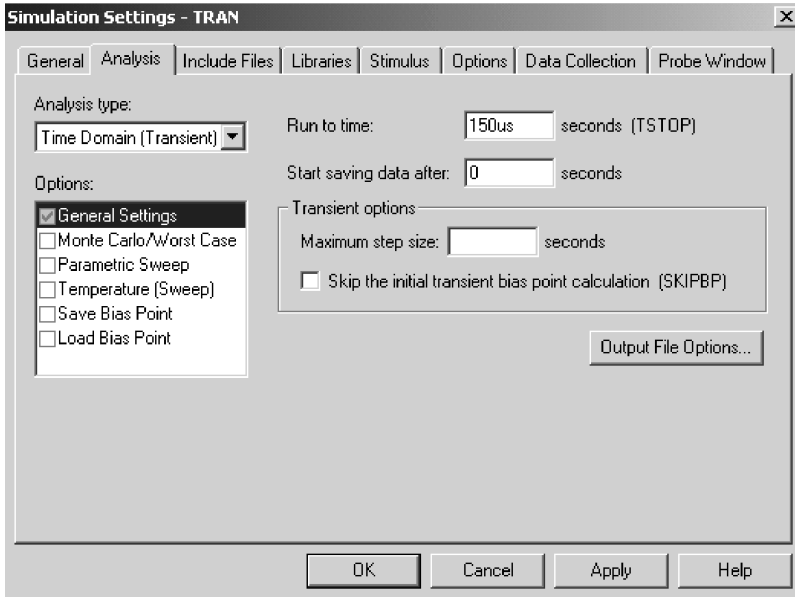 Simulation Settings - TRAN
General Analysis Include Files Libraries Stimulus Options Data Collection Probe Window
Analysis type:
Time Domain (Transient)
Options:
General Settings
Monte Carlo/Worst Case
Parametric Sweep
Temperature (Sweep)
Save Bias Point
Load Bias Point
Run to time: 150us seconds (TSTOP)
Start saving data after: 0 seconds
Transient options
Maximum step size: seconds
Skip the initial transient bias point calculation (SKIPBP)
Output File Options...
OK Cancel Apply Help